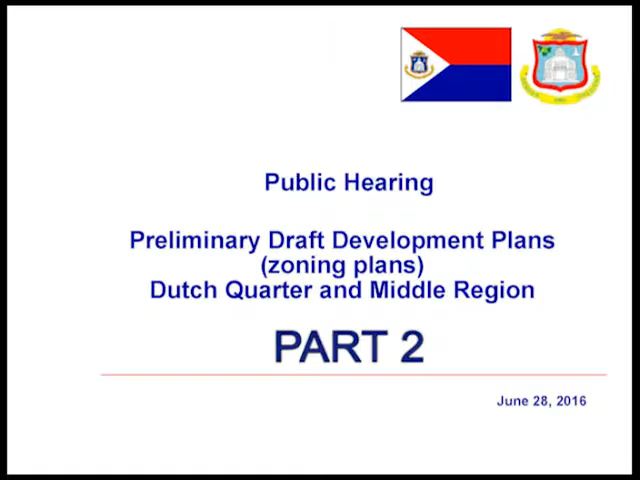 Public Hearing
Preliminary Draft Development Plans
(zoning plans)
Dutch Quarter and Middle Region
PART 2
June 28, 2016